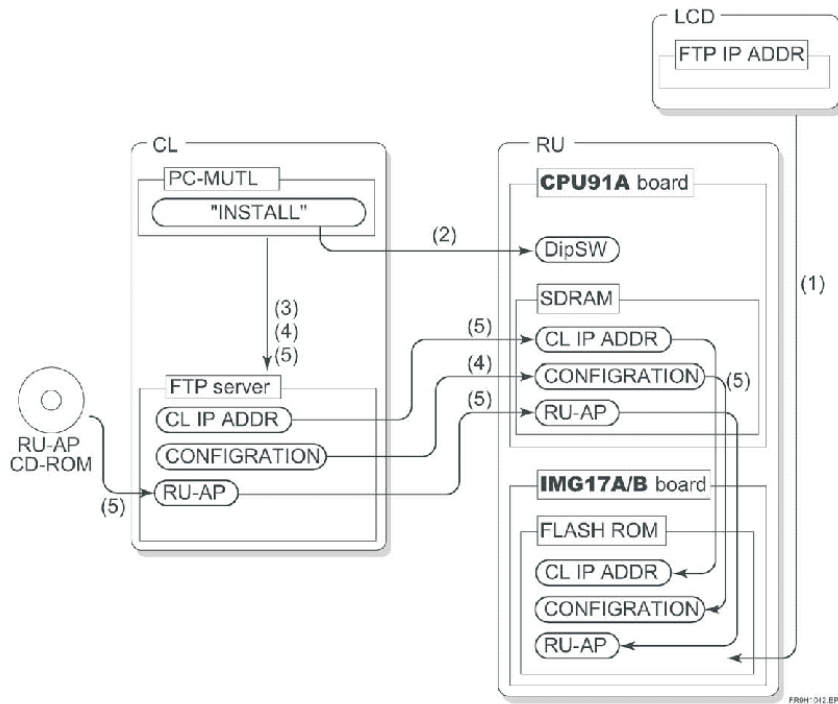 LCD
FTP IP ADDR
CL
PC-MUTL
"INSTALL"
(2)
(3)
(4)
(5)
FTP server
CL IP ADDR
CONFIGRATION
RU-AP
RU-AP
CD-ROM
(5)
(5)
(4)
(5)
RU
CPU91A board
DipSW
SDRAM
CL IP ADDR
CONFIGRATION
RU-AP
(5)
(1)
IMG17A/B board
FLASH ROM
CL IP ADDR
CONFIGRATION
RU-AP